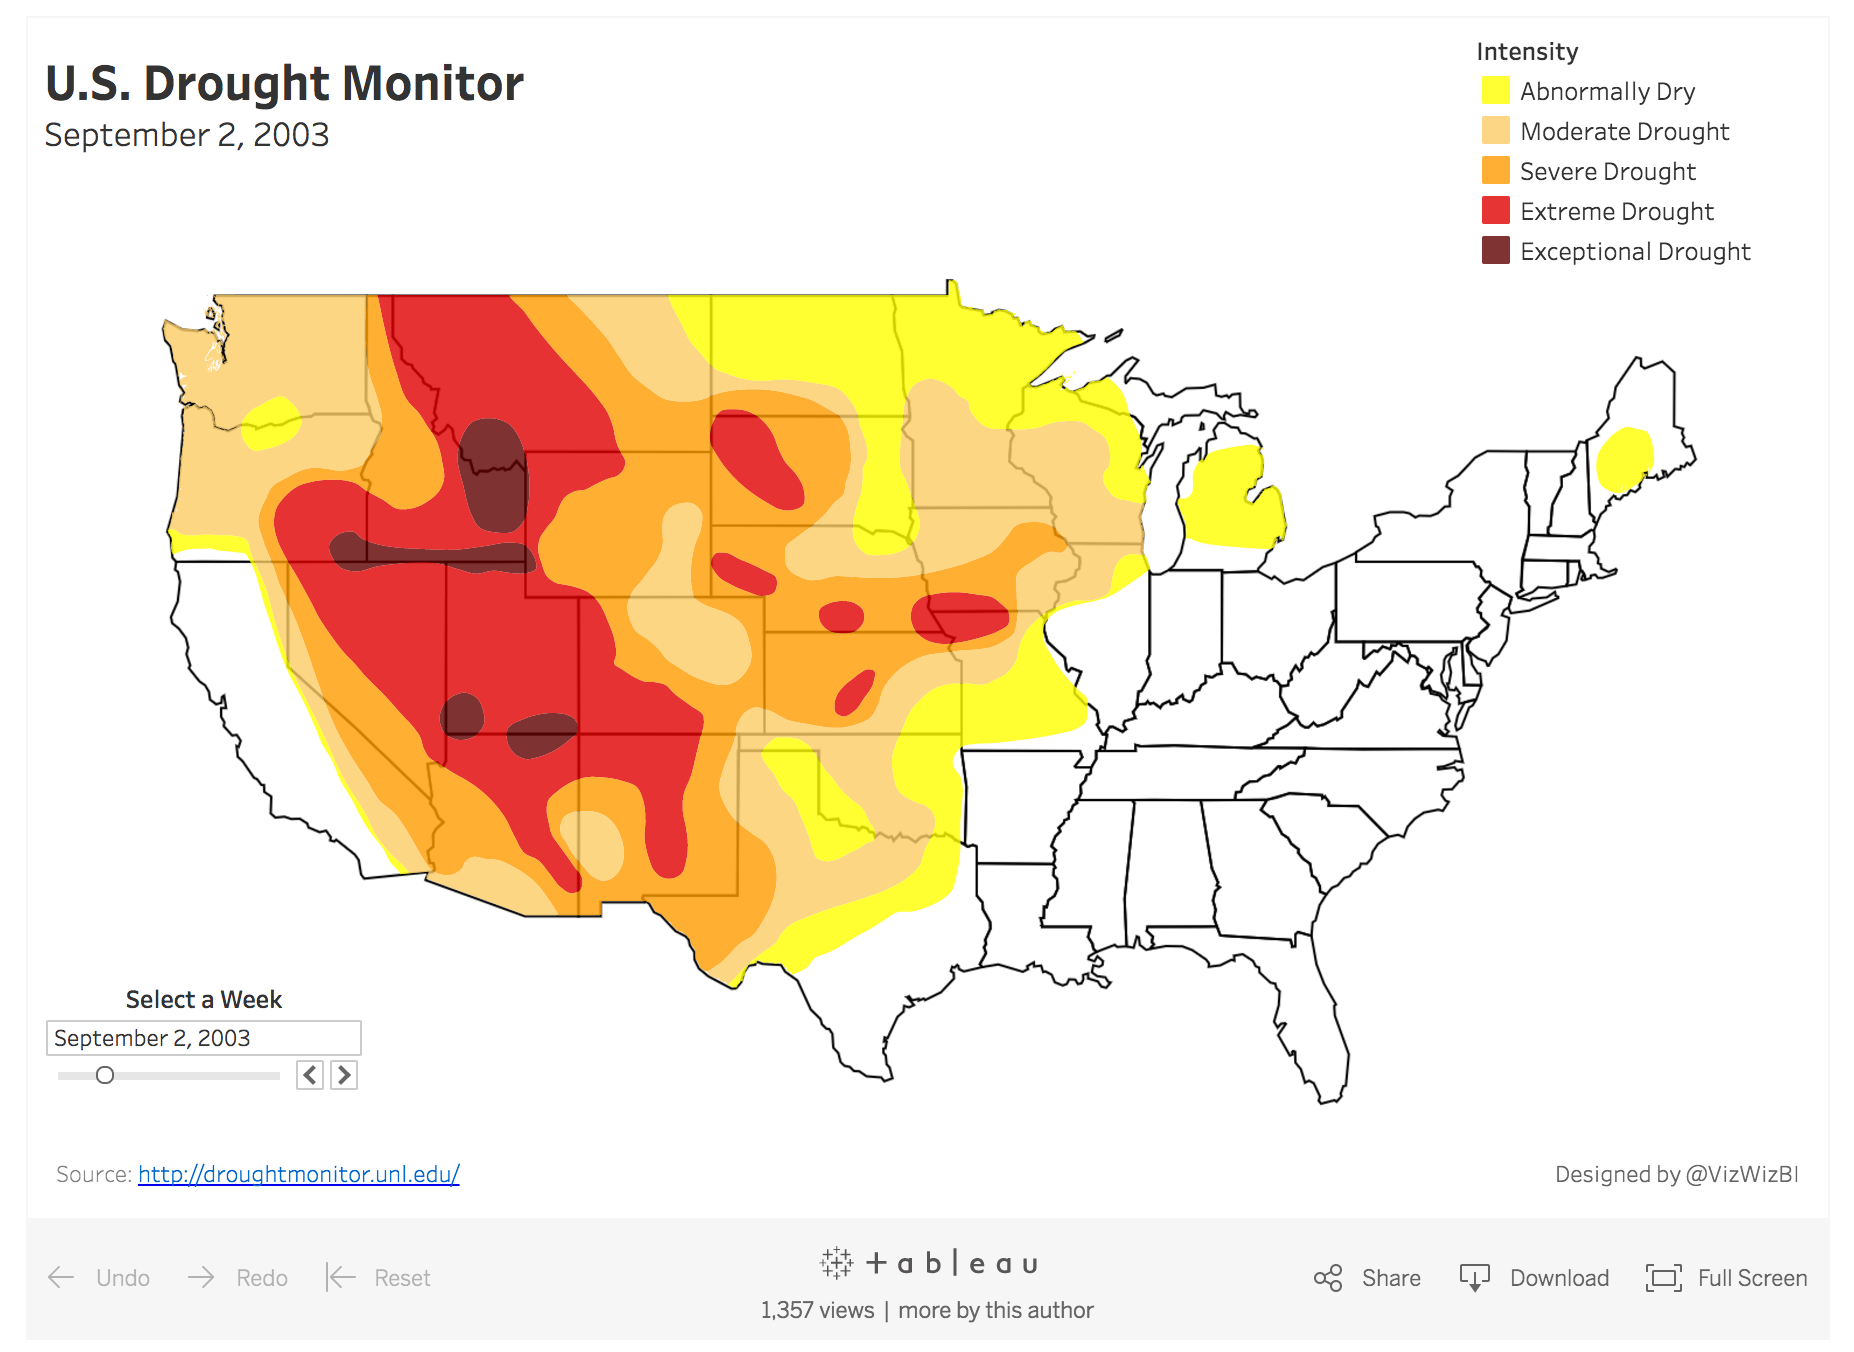 U.S. Drought Monitor
September 2, 2003
Intensity
Abnormally Dry
Moderate Drought
Severe Drought
Extreme Drought
Exceptional Drought
Select a Week
September 2, 2003
Source: http://droughtmonitor.unl.edu/
Designed by @VizWizBI
Undo
Redo
Reset
+ableau
1,357 views | more by this author
Share
Download
Full Screen